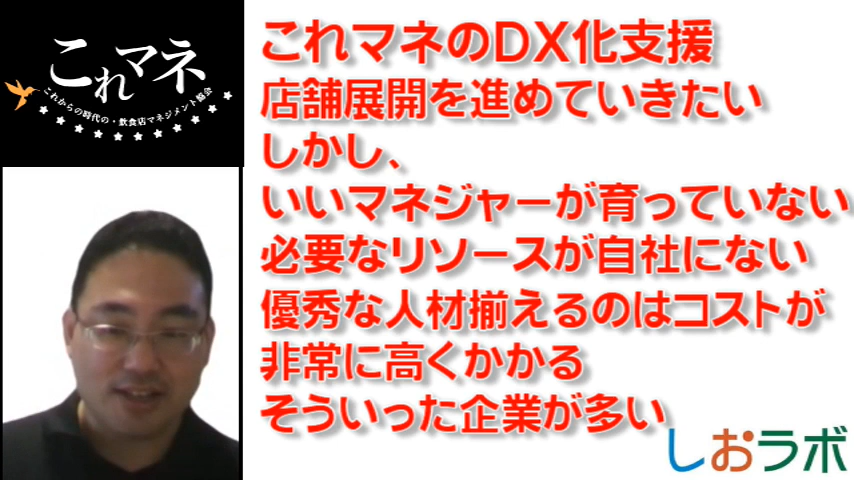 これマネ
これからの時代の・飲食店マネジメント協会
これマネのDX化支援
店舗展開を進めていきたい
しかし、
いいマネジャーが育っていない
必要なリソースが自社にない
優秀な人材揃えるのはコストが
非常に高くかかる
そういった企業が多い
しおラボ